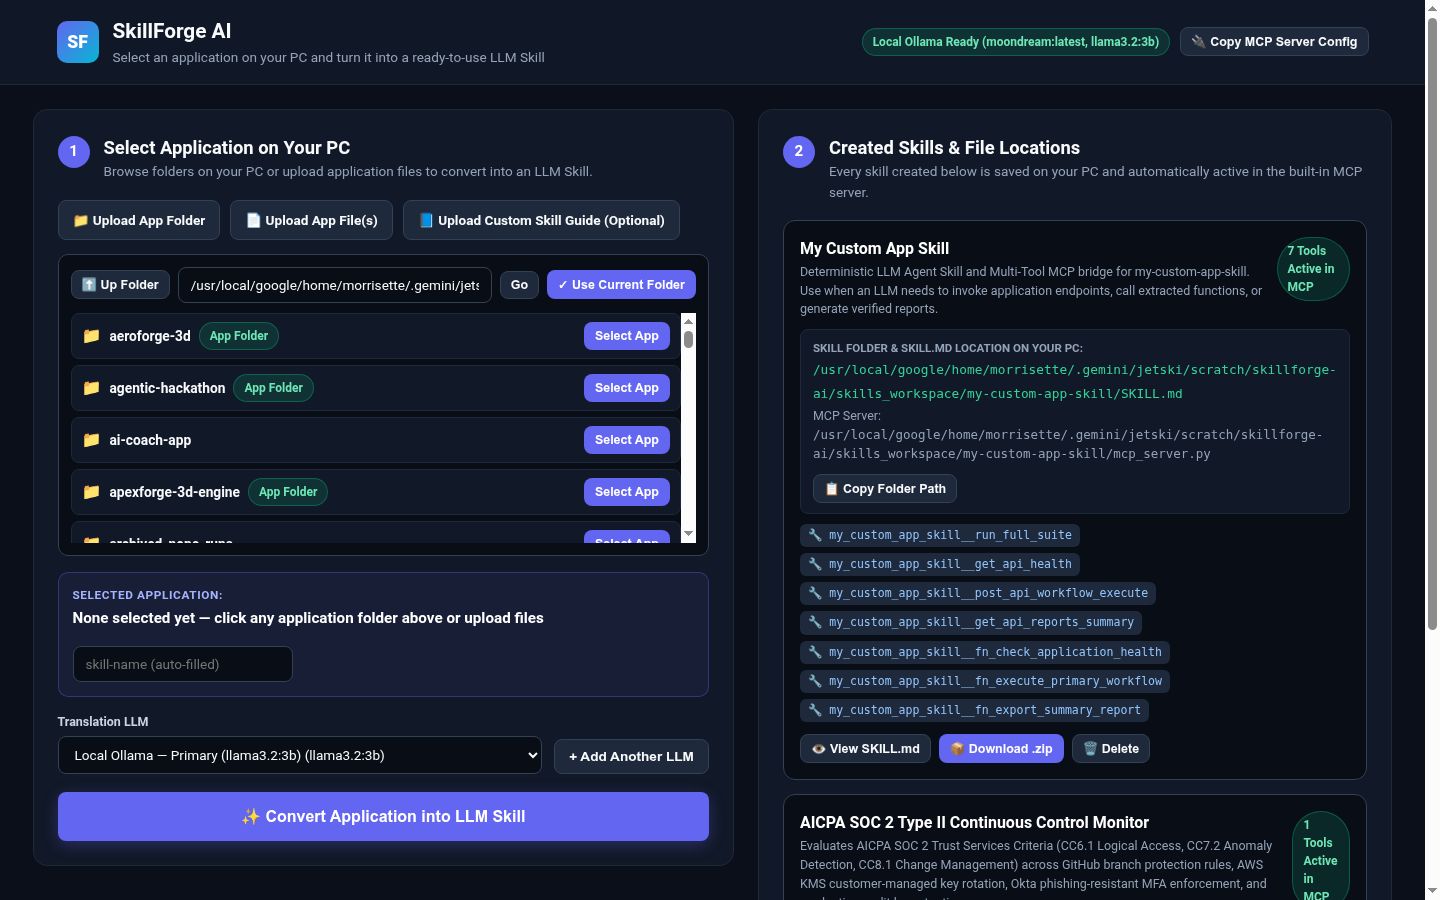 SF
SkillForge AI
Select an application on your PC and turn it into a ready-to-use LLM Skill
Local Ollama Ready (moondream:latest, llama3.2:3b)
Copy MCP Server Config
1
Select Application on Your PC
Browse folders on your PC or upload application files to convert into an LLM Skill.
Upload App Folder
Upload App File(s)
Upload Custom Skill Guide (Optional)
Up Folder
/usr/local/google/home/morrisette/.gemini/jets
Go
✓ Use Current Folder
aeroforge-3d
App Folder
Select App
agentic-hackathon
App Folder
Select App
ai-coach-app
Select App
apexforge-3d-engine
App Folder
Select App
Select App
SELECTED APPLICATION:
None selected yet — click any application folder above or upload files
skill-name (auto-filled)
Translation LLM
Local Ollama — Primary (llama3.2:3b) (llama3.2:3b)
+ Add Another LLM
✨ Convert Application into LLM Skill
2
Created Skills & File Locations
Every skill created below is saved on your PC and automatically active in the built-in MCP
server.
My Custom App Skill
7 Tools
Active in
MCP
Deterministic LLM Agent Skill and Multi-Tool MCP bridge for my-custom-app-skill.
Use when an LLM needs to invoke application endpoints, call extracted functions, or
generate verified reports.
SKILL FOLDER & SKILL.MD LOCATION ON YOUR PC:
/usr/local/google/home/morrisette/.gemini/jetski/scratch/skillforge-
ai/skills_workspace/my-custom-app-skill/SKILL.md
MCP Server:
/usr/local/google/home/morrisette/.gemini/jetski/scratch/skillforge-
ai/skills_workspace/my-custom-app-skill/mcp_server.py
Copy Folder Path
my_custom_app_skill__run_full_suite
my_custom_app_skill__get_api_health
my_custom_app_skill__post_api_workflow_execute
my_custom_app_skill__get_api_reports_summary
my_custom_app_skill__fn_check_application_health
my_custom_app_skill__fn_execute_primary_workflow
my_custom_app_skill__fn_export_summary_report
View SKILL.md
Download .zip
Delete
AICPA SOC 2 Type II Continuous Control Monitor
1
Tools
Active
in
MCP
Evaluates AICPA SOC 2 Trust Services Criteria (CC6.1 Logical Access, CC7.2 Anomaly
Detection, CC8.1 Change Management) across GitHub branch protection rules, AWS
KMS customer-managed key rotation, Okta phishing-resistant MFA enforcement, and